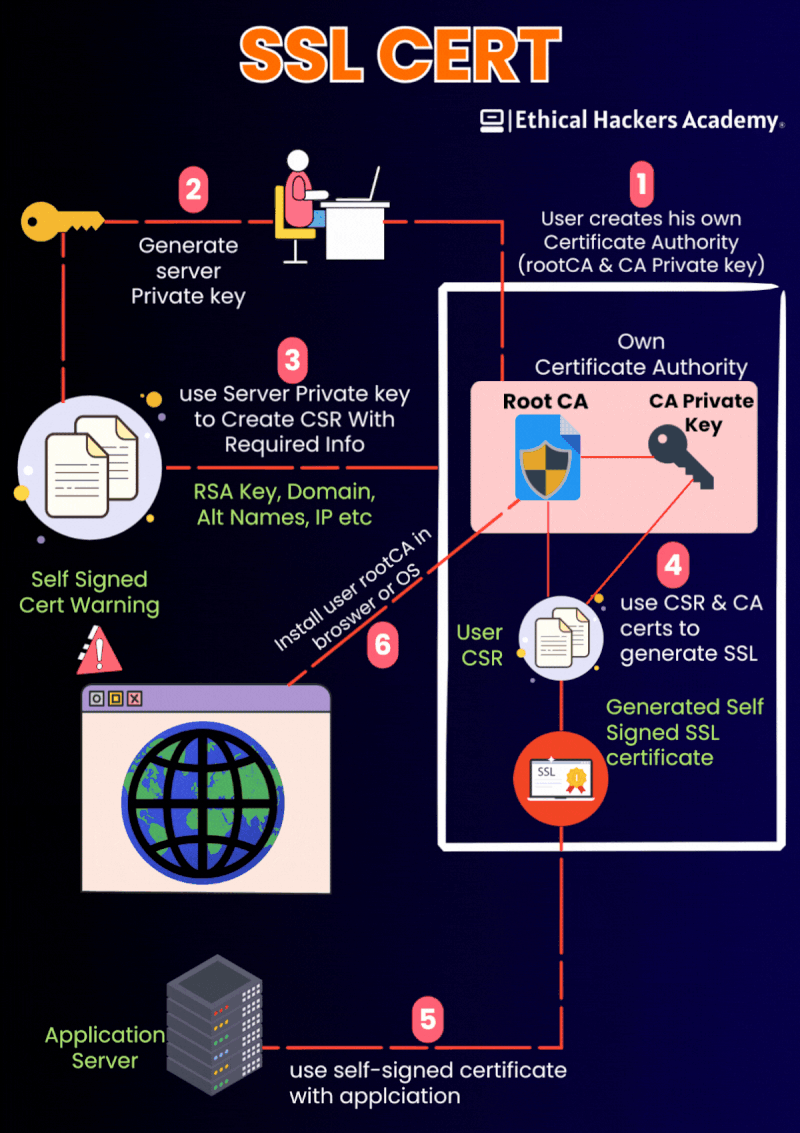 SSL CERT
Ethical Hackers Academy®
1
User creates his own
Certificate Authority
(rootCA & CA Private key)
2
Generate
server
Private key
Own
Certificate Authority
Root CA
CA Private
Key
3
use Server Private key
to Create CSR With
Required Info
RSA Key, Domain,
Alt Names, IP etc
Self Signed
Cert Warning
!
4
use CSR & CA
certs to
generate SSL
User
CSR
Install user rootCA in
broswer or OS
6
Generated Self
Signed SSL
certificate
SSL
Application
Server
5
use self-signed certificate
with applciation